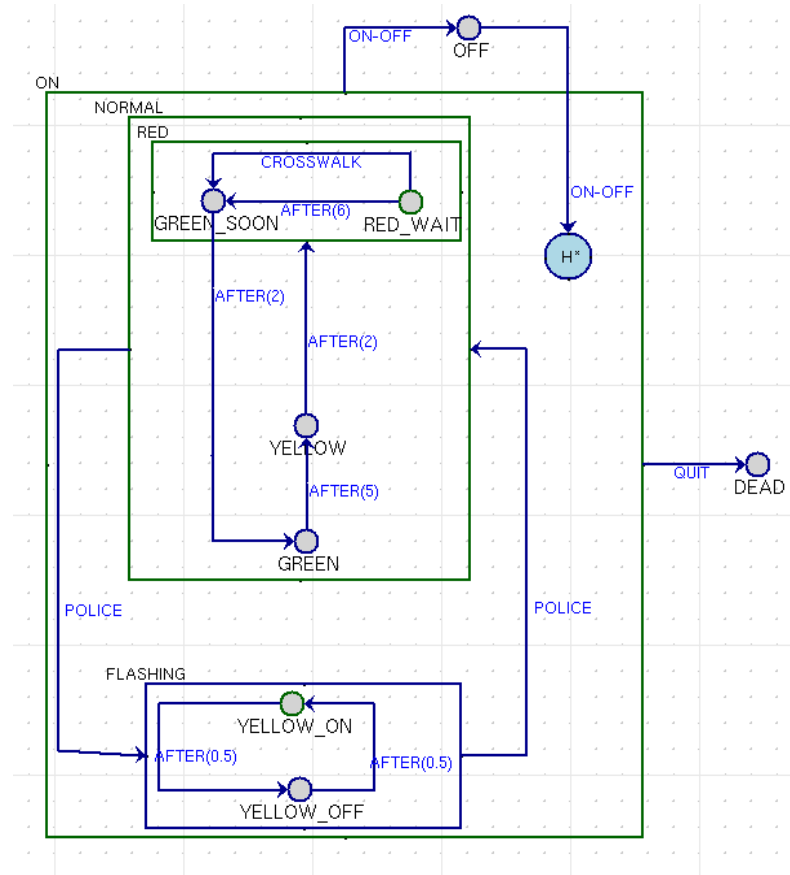 ON-OFF
OFF
ON
NORMAL
RED
CROSSWALK
ON-OFF
AFTER(6)
GREEN_SOON
RED_WAIT
H*
AFTER(2)
AFTER(2)
YELLOW
QUIT
DEAD
AFTER(5)
GREEN
POLICE
POLICE
FLASHING
YELLOW_ON
AFTER(0.5)
AFTER(0.5)
YELLOW_OFF